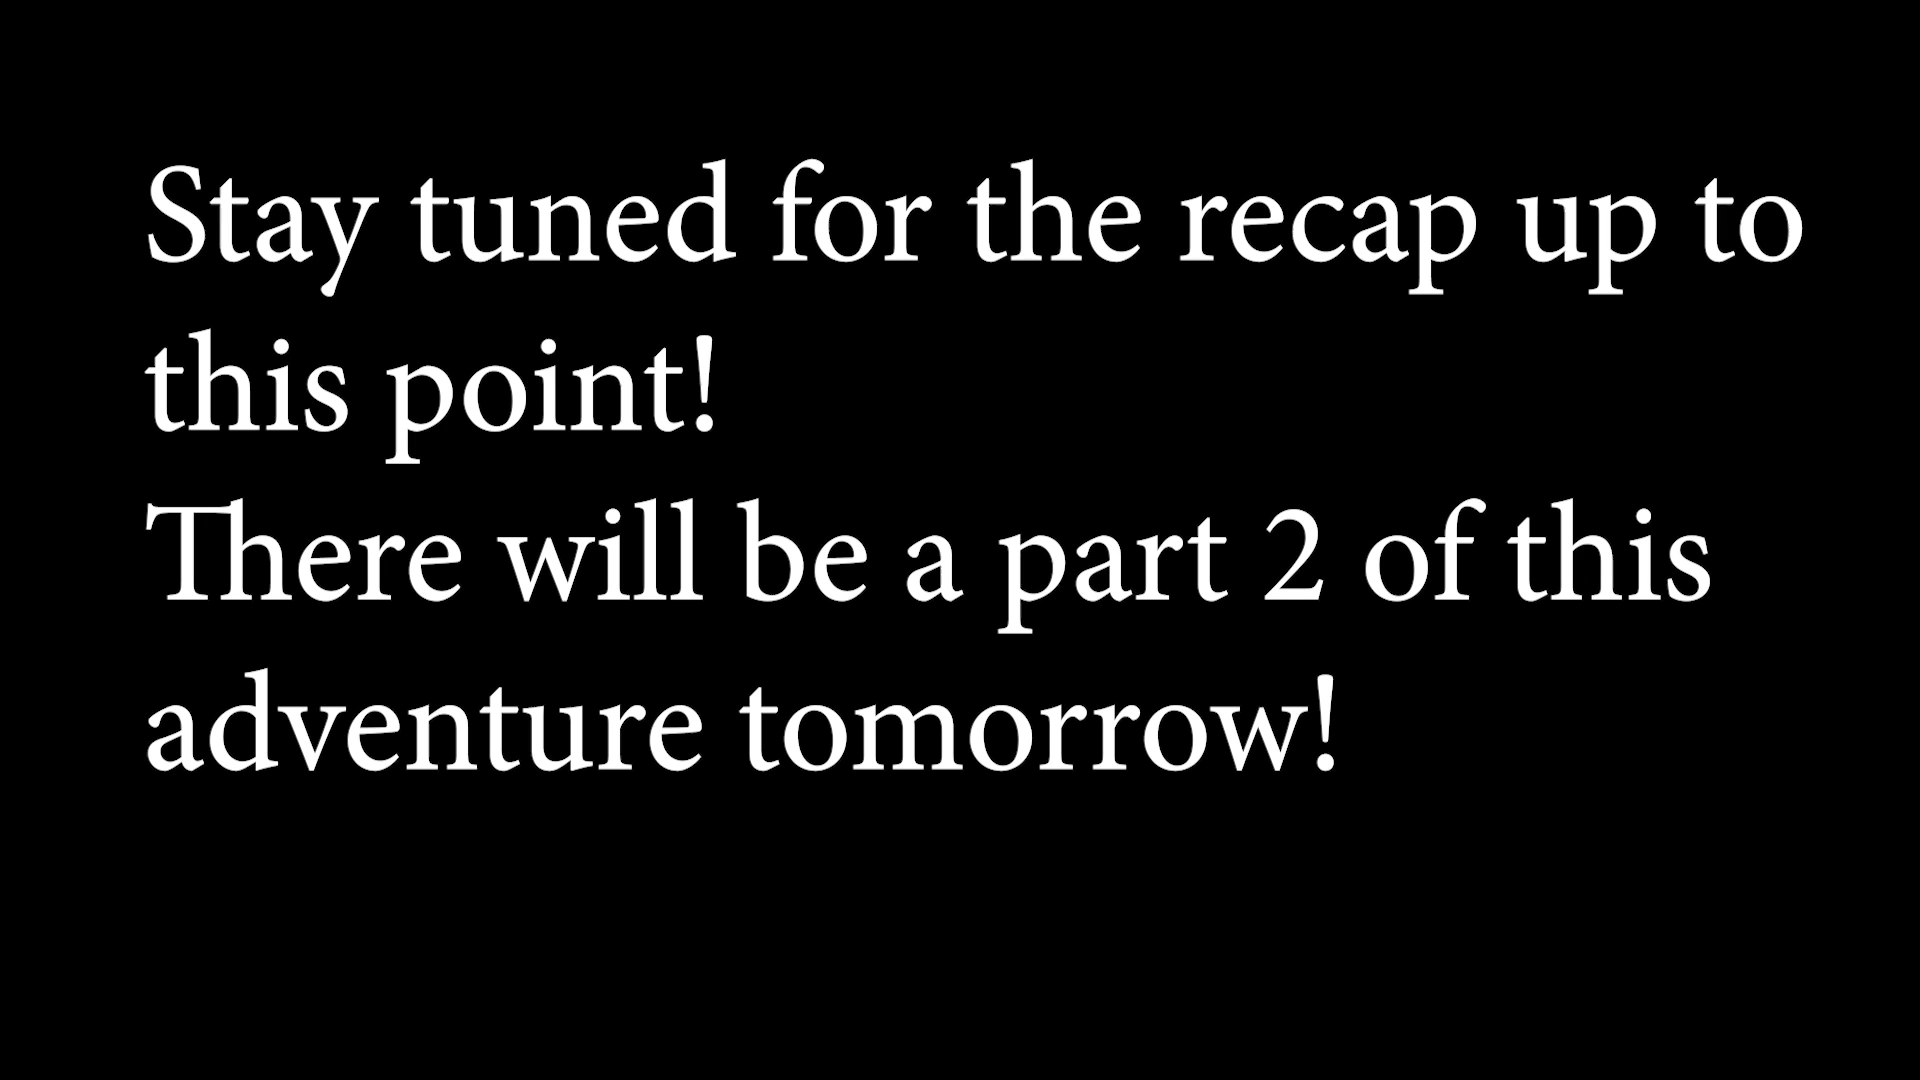 Stay tuned for the recap up to
this point!
There will be a part 2 of this
adventure tomorrow!